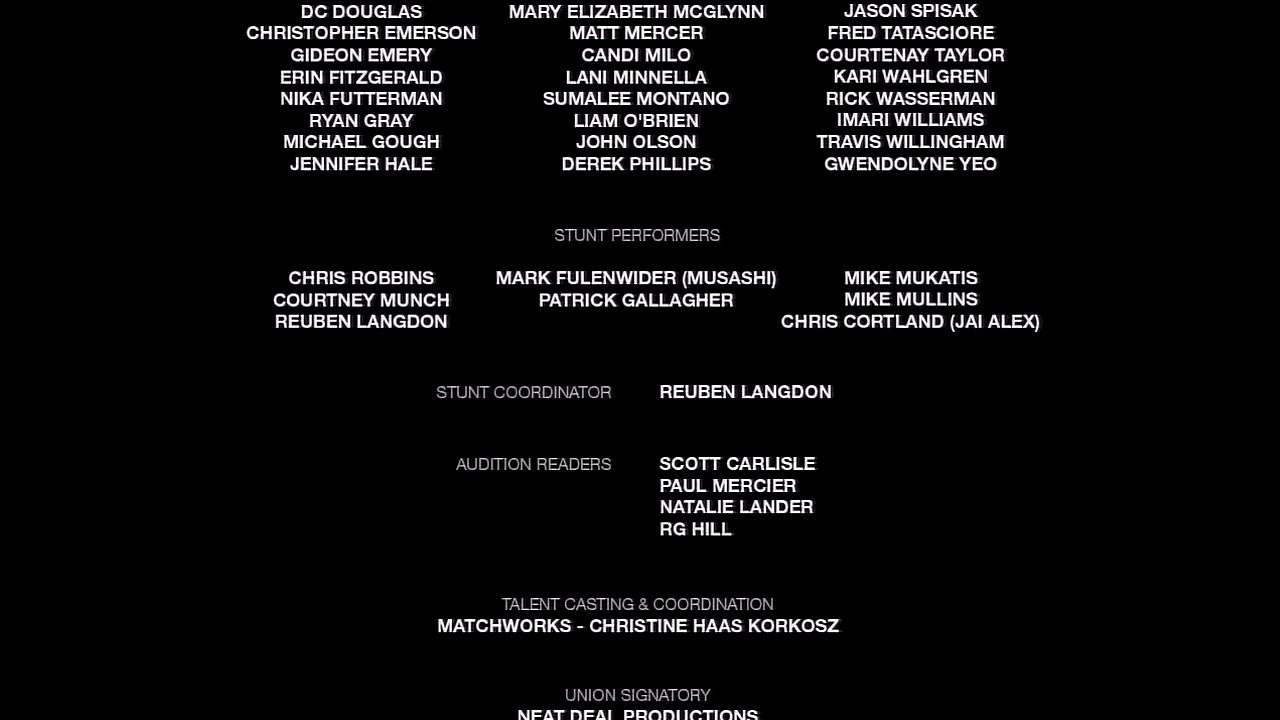 DC DOUGLAS MARY ELIZABETH MCGLYNN JASON SPISAK
CHRISTOPHER EMERSON MATT MERCER FRED TATASCIORE
GIDEON EMERY CANDI MILO COURTENAY TAYLOR
ERIN FITZGERALD LANI MINNELLA KARI WAHLGREN
NIKA FUTTERMAN SUMALEE MONTANO RICK WASSERMAN
RYAN GRAY LIAM O'BRIEN IMARI WILLIAMS
MICHAEL GOUGH JOHN OLSON TRAVIS WILLINGHAM
JENNIFER HALE DEREK PHILLIPS GWENDOLYNE YEO
STUNT PERFORMERS
CHRIS ROBBINS MARK FULENWIDER (MUSASHI) MIKE MUKATIS
COURTNEY MUNCH PATRICK GALLAGHER MIKE MULLINS
REUBEN LANGDON CHRIS CORTLAND (JAI ALEX)
STUNT COORDINATOR REUBEN LANGDON
AUDITION READERS SCOTT CARLISLE
PAUL MERCIER
NATALIE LANDER
RG HILL
TALENT CASTING & COORDINATION
MATCHWORKS - CHRISTINE HAAS KORKOSZ
UNION SIGNATORY
NEAT DEAL PRODUCTIONS